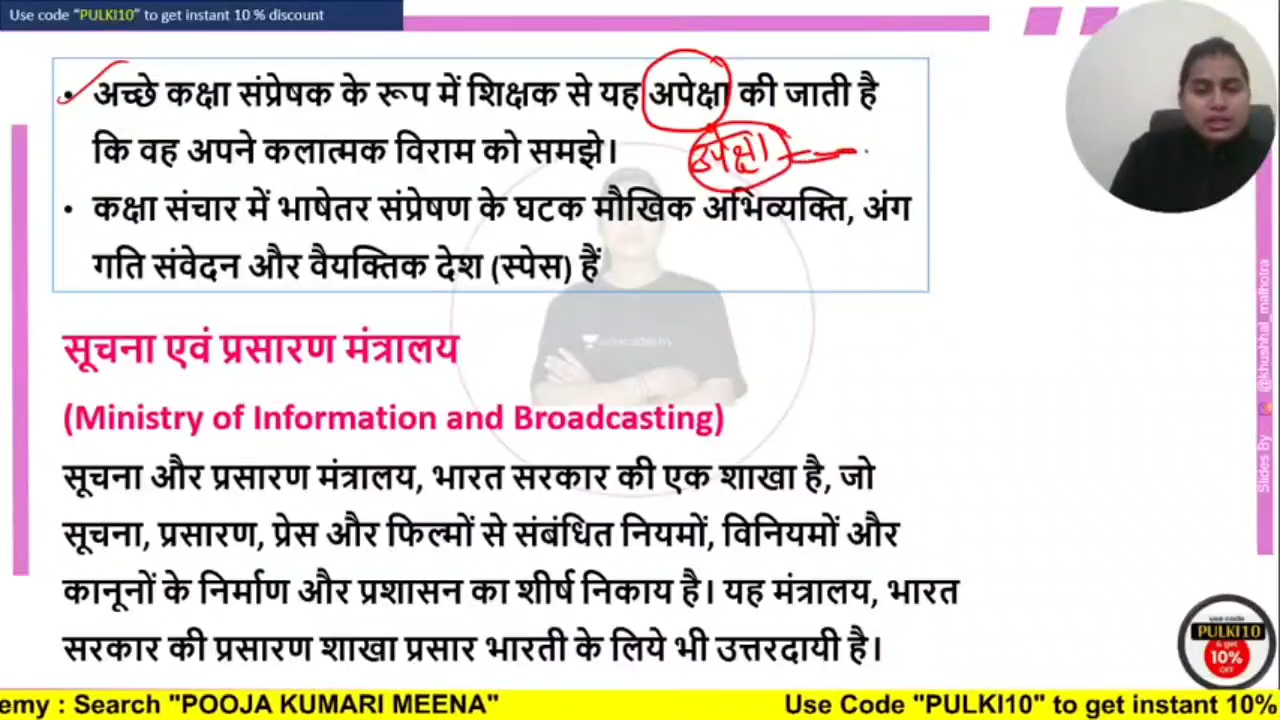 Use code "PULKI10" to get instant 10 % discount
• अच्छे कक्षा संप्रेषक के रूप में शिक्षक से यह अपेक्षा की जाती है
कि वह अपने कलात्मक विराम को समझे।
उपेक्षा
• कक्षा संचार में भाषेतर संप्रेषण के घटक मौखिक अभिव्यक्ति, अंग
गति संवेदन और वैयक्तिक देश (स्पेस) हैं
सूचना एवं प्रसारण मंत्रालय
(Ministry of Information and Broadcasting)
सूचना और प्रसारण मंत्रालय, भारत सरकार की एक शाखा है, जो
सूचना, प्रसारण, प्रेस और फिल्मों से संबंधित नियमों, विनियमों और
कानूनों के निर्माण और प्रशासन का शीर्ष निकाय है। यह मंत्रालय, भारत
सरकार की प्रसारण शाखा प्रसार भारती के लिये भी उत्तरदायी है।
Slides By : @khushhal_malhotra
use code
PULKI10
& get
10%
OFF
emy : Search "POOJA KUMARI MEENA"
Use Code "PULKI10" to get instant 10%